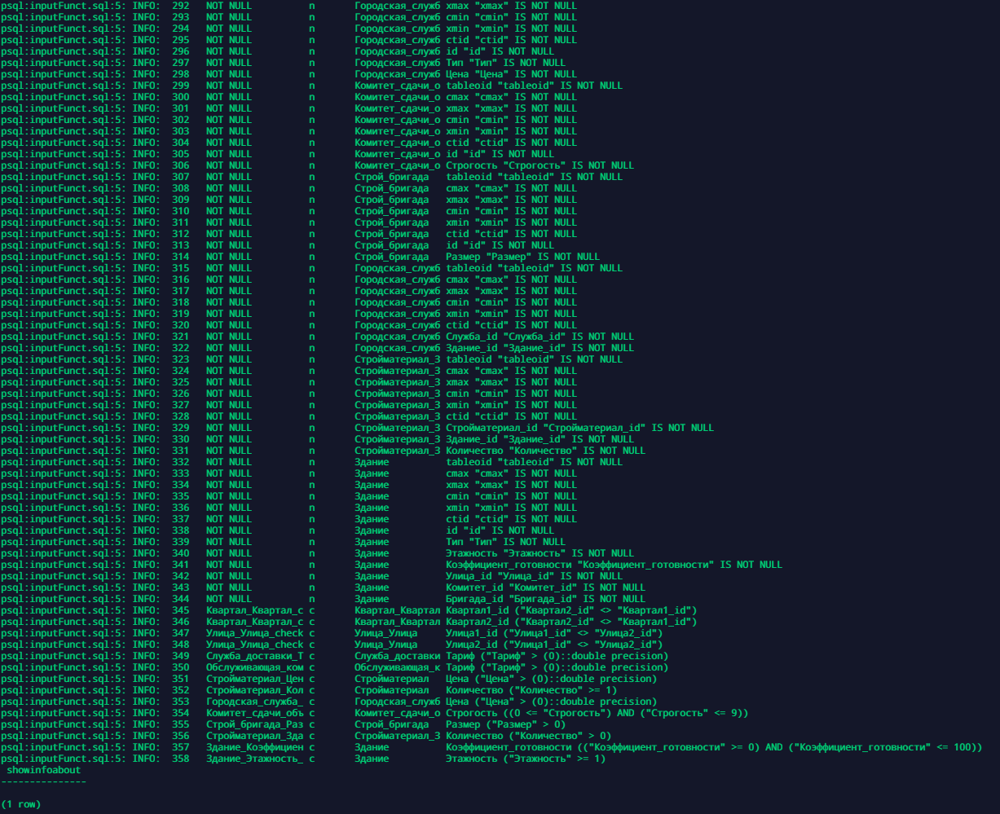 psql:inputFunct.sql:5: INFO:  292   NOT NULL          n       Городская_служб xmax "xmax" IS NOT NULL
psql:inputFunct.sql:5: INFO:  293   NOT NULL          n       Городская_служб cmin "cmin" IS NOT NULL
psql:inputFunct.sql:5: INFO:  294   NOT NULL          n       Городская_служб xmin "xmin" IS NOT NULL
psql:inputFunct.sql:5: INFO:  295   NOT NULL          n       Городская_служб ctid "ctid" IS NOT NULL
psql:inputFunct.sql:5: INFO:  296   NOT NULL          n       Городская_служб id "id" IS NOT NULL
psql:inputFunct.sql:5: INFO:  297   NOT NULL          n       Городская_служб Тип "Тип" IS NOT NULL
psql:inputFunct.sql:5: INFO:  298   NOT NULL          n       Городская_служб Цена "Цена" IS NOT NULL
psql:inputFunct.sql:5: INFO:  299   NOT NULL          n       Комитет_сдачи_о tableoid "tableoid" IS NOT NULL
psql:inputFunct.sql:5: INFO:  300   NOT NULL          n       Комитет_сдачи_о cmax "cmax" IS NOT NULL
psql:inputFunct.sql:5: INFO:  301   NOT NULL          n       Комитет_сдачи_о xmax "xmax" IS NOT NULL
psql:inputFunct.sql:5: INFO:  302   NOT NULL          n       Комитет_сдачи_о cmin "cmin" IS NOT NULL
psql:inputFunct.sql:5: INFO:  303   NOT NULL          n       Комитет_сдачи_о xmin "xmin" IS NOT NULL
psql:inputFunct.sql:5: INFO:  304   NOT NULL          n       Комитет_сдачи_о ctid "ctid" IS NOT NULL
psql:inputFunct.sql:5: INFO:  305   NOT NULL          n       Комитет_сдачи_о id "id" IS NOT NULL
psql:inputFunct.sql:5: INFO:  306   NOT NULL          n       Комитет_сдачи_о Строгость "Строгость" IS NOT NULL
psql:inputFunct.sql:5: INFO:  307   NOT NULL          n       Строй_бригада   tableoid "tableoid" IS NOT NULL
psql:inputFunct.sql:5: INFO:  308   NOT NULL          n       Строй_бригада   cmax "cmax" IS NOT NULL
psql:inputFunct.sql:5: INFO:  309   NOT NULL          n       Строй_бригада   xmax "xmax" IS NOT NULL
psql:inputFunct.sql:5: INFO:  310   NOT NULL          n       Строй_бригада   cmin "cmin" IS NOT NULL
psql:inputFunct.sql:5: INFO:  311   NOT NULL          n       Строй_бригада   xmin "xmin" IS NOT NULL
psql:inputFunct.sql:5: INFO:  312   NOT NULL          n       Строй_бригада   ctid "ctid" IS NOT NULL
psql:inputFunct.sql:5: INFO:  313   NOT NULL          n       Строй_бригада   id "id" IS NOT NULL
psql:inputFunct.sql:5: INFO:  314   NOT NULL          n       Строй_бригада   Размер "Размер" IS NOT NULL
psql:inputFunct.sql:5: INFO:  315   NOT NULL          n       Городская_служб tableoid "tableoid" IS NOT NULL
psql:inputFunct.sql:5: INFO:  316   NOT NULL          n       Городская_служб cmax "cmax" IS NOT NULL
psql:inputFunct.sql:5: INFO:  317   NOT NULL          n       Городская_служб xmax "xmax" IS NOT NULL
psql:inputFunct.sql:5: INFO:  318   NOT NULL          n       Городская_служб cmin "cmin" IS NOT NULL
psql:inputFunct.sql:5: INFO:  319   NOT NULL          n       Городская_служб xmin "xmin" IS NOT NULL
psql:inputFunct.sql:5: INFO:  320   NOT NULL          n       Городская_служб ctid "ctid" IS NOT NULL
psql:inputFunct.sql:5: INFO:  321   NOT NULL          n       Городская_служб Служба_id "Служба_id" IS NOT NULL
psql:inputFunct.sql:5: INFO:  322   NOT NULL          n       Городская_служб Здание_id "Здание_id" IS NOT NULL
psql:inputFunct.sql:5: INFO:  323   NOT NULL          n       Стройматериал_З tableoid "tableoid" IS NOT NULL
psql:inputFunct.sql:5: INFO:  324   NOT NULL          n       Стройматериал_З cmax "cmax" IS NOT NULL
psql:inputFunct.sql:5: INFO:  325   NOT NULL          n       Стройматериал_З xmax "xmax" IS NOT NULL
psql:inputFunct.sql:5: INFO:  326   NOT NULL          n       Стройматериал_З cmin "cmin" IS NOT NULL
psql:inputFunct.sql:5: INFO:  327   NOT NULL          n       Стройматериал_З xmin "xmin" IS NOT NULL
psql:inputFunct.sql:5: INFO:  328   NOT NULL          n       Стройматериал_З ctid "ctid" IS NOT NULL
psql:inputFunct.sql:5: INFO:  329   NOT NULL          n       Стройматериал_З Стройматериал_id "Стройматериал_id" IS NOT NULL
psql:inputFunct.sql:5: INFO:  330   NOT NULL          n       Стройматериал_З Здание_id "Здание_id" IS NOT NULL
psql:inputFunct.sql:5: INFO:  331   NOT NULL          n       Стройматериал_З Количество "Количество" IS NOT NULL
psql:inputFunct.sql:5: INFO:  332   NOT NULL          n       Здание          tableoid "tableoid" IS NOT NULL
psql:inputFunct.sql:5: INFO:  333   NOT NULL          n       Здание          cmax "cmax" IS NOT NULL
psql:inputFunct.sql:5: INFO:  334   NOT NULL          n       Здание          xmax "xmax" IS NOT NULL
psql:inputFunct.sql:5: INFO:  335   NOT NULL          n       Здание          cmin "cmin" IS NOT NULL
psql:inputFunct.sql:5: INFO:  336   NOT NULL          n       Здание          xmin "xmin" IS NOT NULL
psql:inputFunct.sql:5: INFO:  337   NOT NULL          n       Здание          ctid "ctid" IS NOT NULL
psql:inputFunct.sql:5: INFO:  338   NOT NULL          n       Здание          id "id" IS NOT NULL
psql:inputFunct.sql:5: INFO:  339   NOT NULL          n       Здание          Тип "Тип" IS NOT NULL
psql:inputFunct.sql:5: INFO:  340   NOT NULL          n       Здание          Этажность "Этажность" IS NOT NULL
psql:inputFunct.sql:5: INFO:  341   NOT NULL          n       Здание          Коэффициент_готовности "Коэффициент_готовности" IS NOT NULL
psql:inputFunct.sql:5: INFO:  342   NOT NULL          n       Здание          Улица_id "Улица_id" IS NOT NULL
psql:inputFunct.sql:5: INFO:  343   NOT NULL          n       Здание          Комитет_id "Комитет_id" IS NOT NULL
psql:inputFunct.sql:5: INFO:  344   NOT NULL          n       Здание          Бригада_id "Бригада_id" IS NOT NULL
psql:inputFunct.sql:5: INFO:  345   Квартал_Квартал_с c       Квартал_Квартал Квартал1_id ("Квартал2_id" <> "Квартал1_id")
psql:inputFunct.sql:5: INFO:  346   Квартал_Квартал_с c       Квартал_Квартал Квартал2_id ("Квартал2_id" <> "Квартал1_id")
psql:inputFunct.sql:5: INFO:  347   Улица_Улица_check c       Улица_Улица     Улица1_id ("Улица1_id" <> "Улица2_id")
psql:inputFunct.sql:5: INFO:  348   Улица_Улица_check c       Улица_Улица     Улица2_id ("Улица1_id" <> "Улица2_id")
psql:inputFunct.sql:5: INFO:  349   Служба_доставки_Т c       Служба_доставки Тариф ("Тариф" > (0)::double precision)
psql:inputFunct.sql:5: INFO:  350   Обслуживающая_ком c       Обслуживающая_к Тариф ("Тариф" > (0)::double precision)
psql:inputFunct.sql:5: INFO:  351   Стройматериал_Цен c       Стройматериал   Цена ("Цена" > (0)::double precision)
psql:inputFunct.sql:5: INFO:  352   Стройматериал_Кол c       Стройматериал   Количество ("Количество" >= 1)
psql:inputFunct.sql:5: INFO:  353   Городская_служба_ c       Городская_служб Цена ("Цена" > (0)::double precision)
psql:inputFunct.sql:5: INFO:  354   Комитет_сдачи_объ c       Комитет_сдачи_о Строгость ((0 <= "Строгость") AND ("Строгость" <= 9))
psql:inputFunct.sql:5: INFO:  355   Строй_бригада_Раз c       Строй_бригада   Размер ("Размер" > 0)
psql:inputFunct.sql:5: INFO:  356   Стройматериал_Зда c       Стройматериал_З Количество ("Количество" > 0)
psql:inputFunct.sql:5: INFO:  357   Здание_Коэффициен c       Здание          Коэффициент_готовности (("Коэффициент_готовности" >= 0) AND ("Коэффициент_готовности" <= 100))
psql:inputFunct.sql:5: INFO:  358   Здание_Этажность_ c       Здание          Этажность ("Этажность" >= 1)
 showinfoabout
---------------
(1 row)